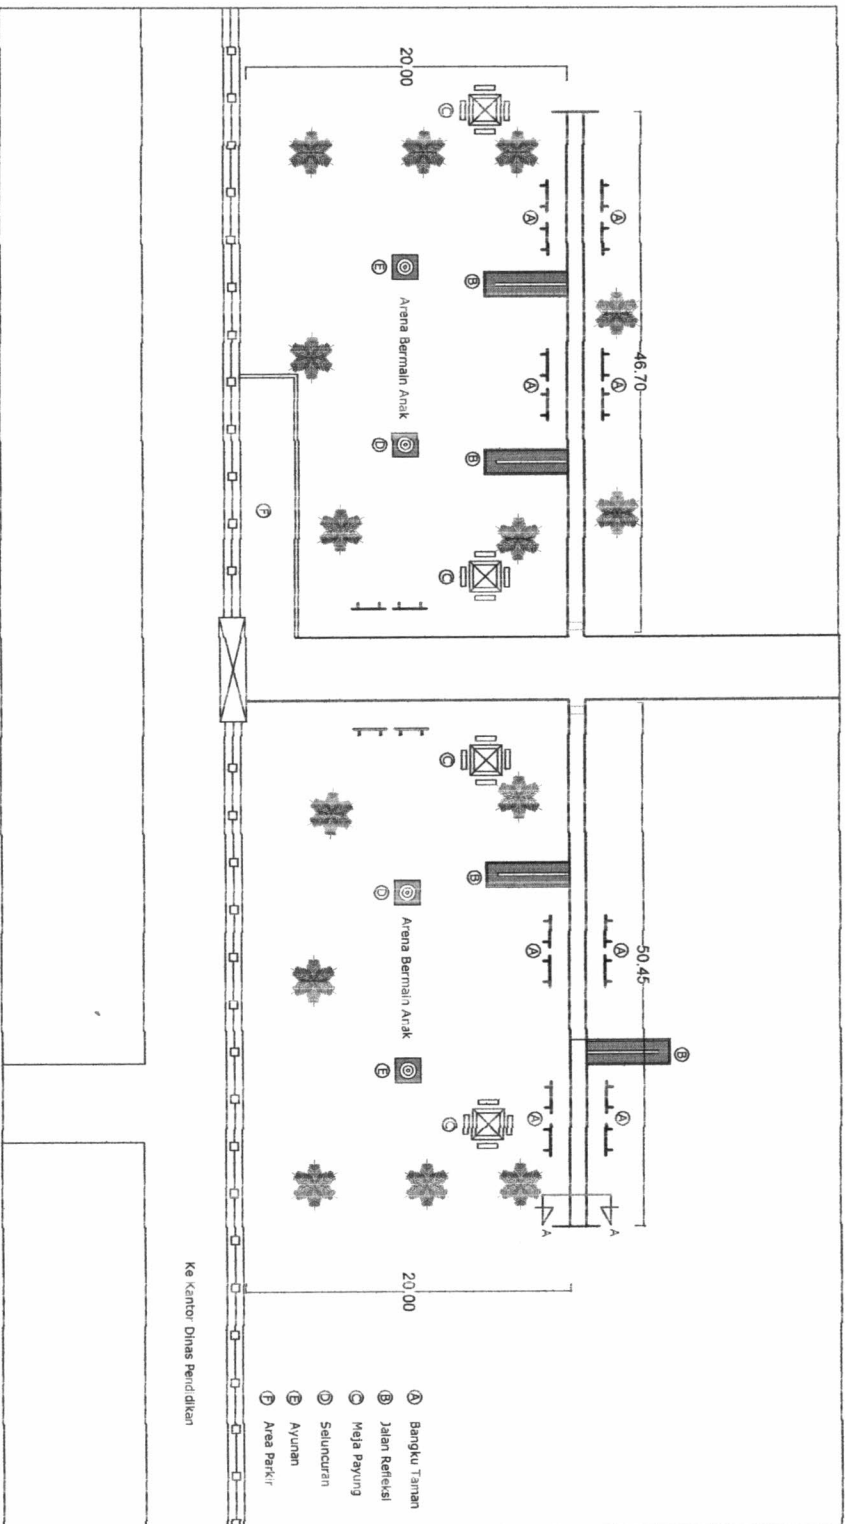 B
46.70
50.45
A A A A A
A A A A A
B B B
C C C C
20.00
Arena Bermain Anak
Arena Bermain Anak
20.00
E D D E
F
A Bangku Taman
B Jalan Refleksi
C Meja Payung
D Seluncuran
E Ayunan
F Area Parkir
Ke Kantor Dinas Pendidikan